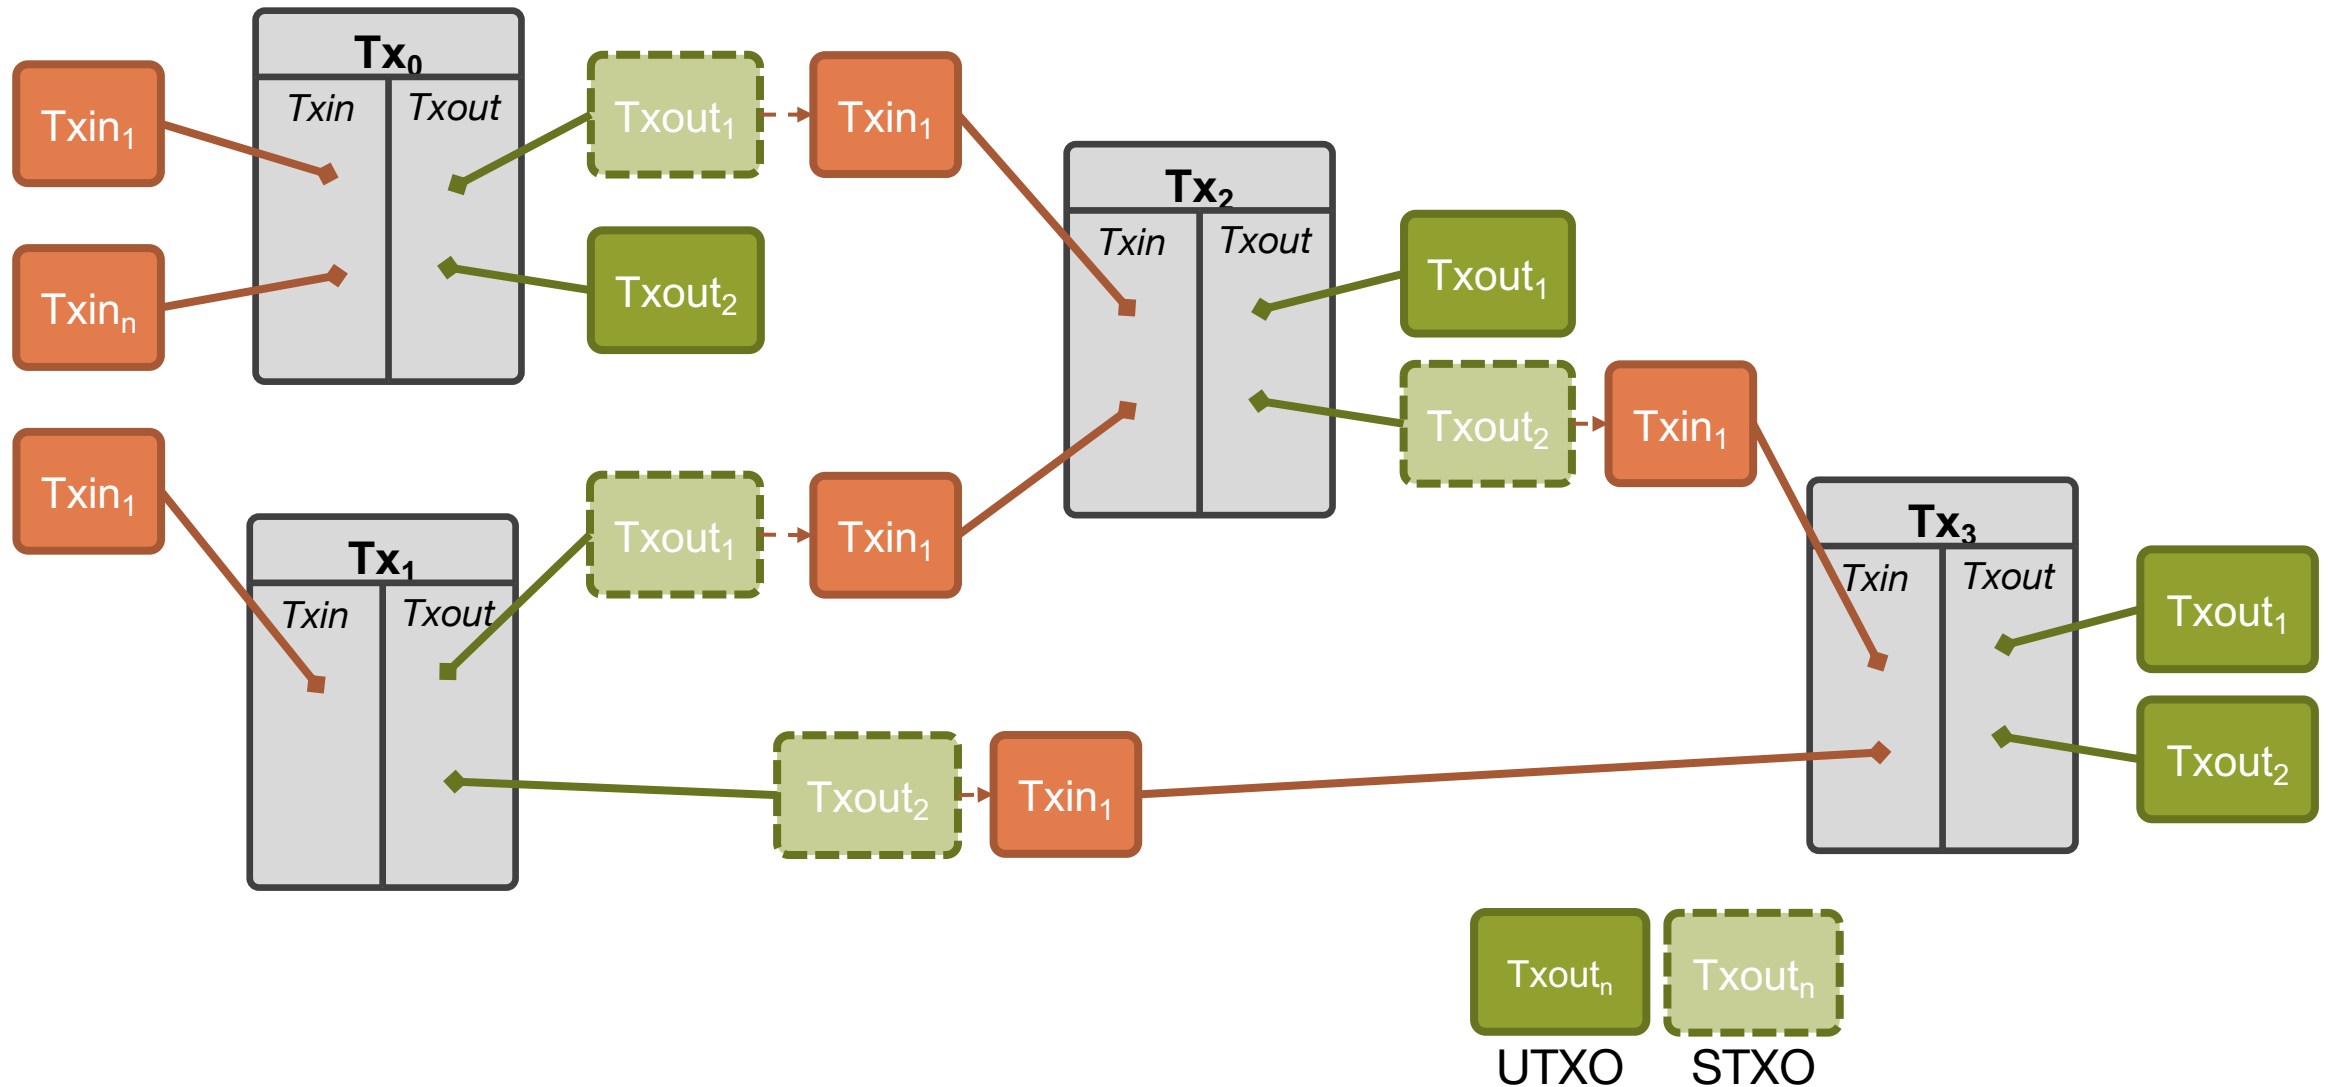 Tx₀
Txin Txout
Txin₁
Txinₙ
Txout₁
Txin₁
Txout₂
Tx₂
Txin Txout
Txout₁
Txout₂
Txin₁
Txin₁
Tx₁
Txin Txout
Txout₁
Txin₁
Txout₂
Txin₁
Tx₃
Txin Txout
Txout₁
Txout₂
Txoutₙ Txoutₙ
UTXO STXO